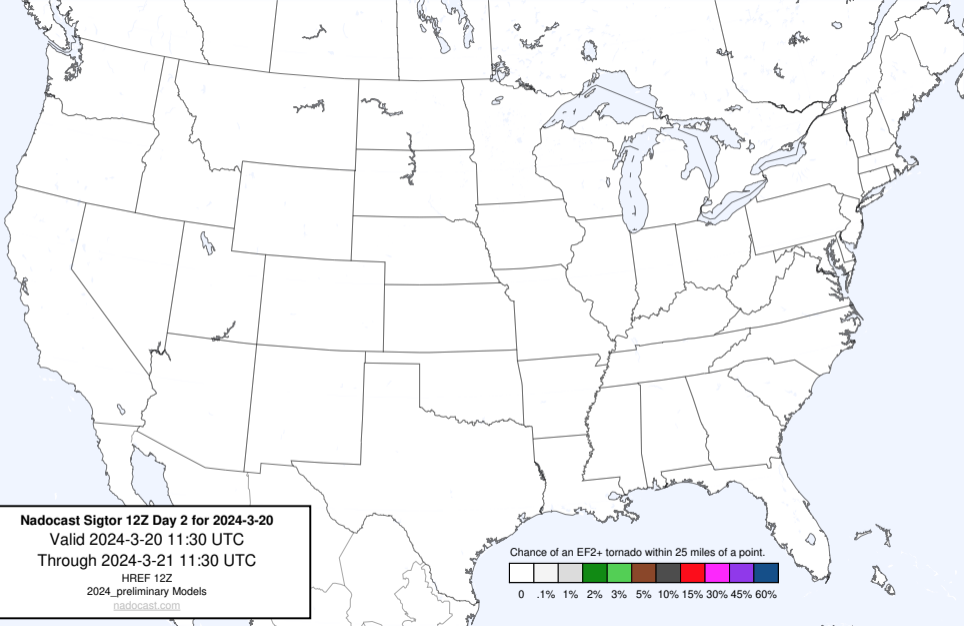 Nadocast Sigtor 12Z Day 2 for 2024-3-20
Valid 2024-3-20 11:30 UTC
Through 2024-3-21 11:30 UTC
HREF 12Z
2024_preliminary Models
nadocast.com
Chance of an EF2+ tornado within 25 miles of a point.
0 .1% 1% 2% 3% 5% 10% 15% 30% 45% 60%